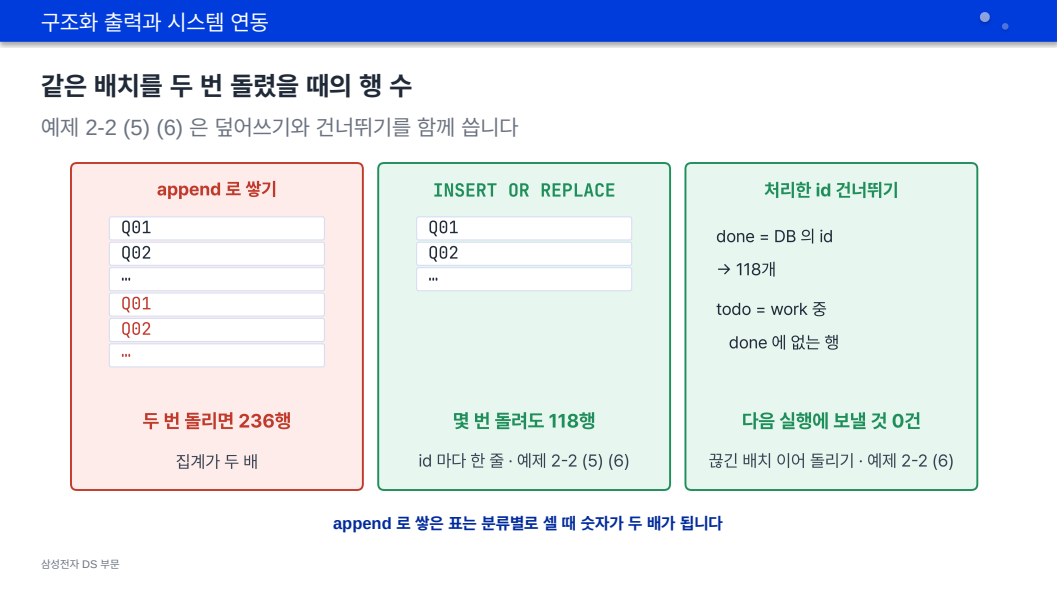 구조화 출력과 시스템 연동
같은 배치를 두 번 돌렸을 때의 행 수
예제 2-2 (5) (6) 은 덮어쓰기와 건너뛰기를 함께 씁니다
append 로 쌓기
Q01
Q02
…
Q01
Q02
…
두 번 돌리면 236행
집계가 두 배
INSERT OR REPLACE
Q01
Q02
…
몇 번 돌려도 118행
id 마다 한 줄 · 예제 2-2 (5) (6)
처리한 id 건너뛰기
done = DB 의 id
→ 118개
todo = work 중
done 에 없는 행
다음 실행에 보낼 것 0건
끊긴 배치 이어 돌리기 · 예제 2-2 (6)
append 로 쌓은 표는 분류별로 셀 때 숫자가 두 배가 됩니다
삼성전자 DS 부문